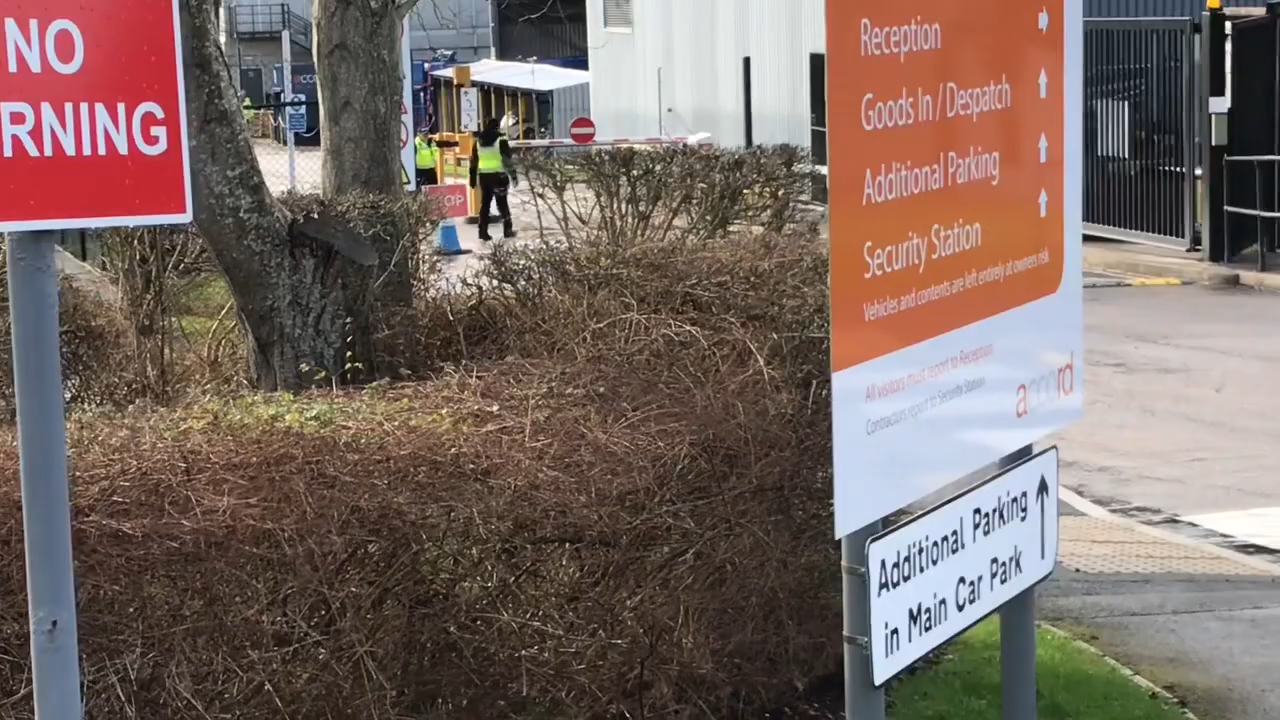 NO
RNING
Reception
Goods In / Despatch
Additional Parking
Security Station
Vehicles and contents are left entirely at owners risk
All visitors must report to Reception
Contractors report to Security Station
accord
Additional Parking
in Main Car Park